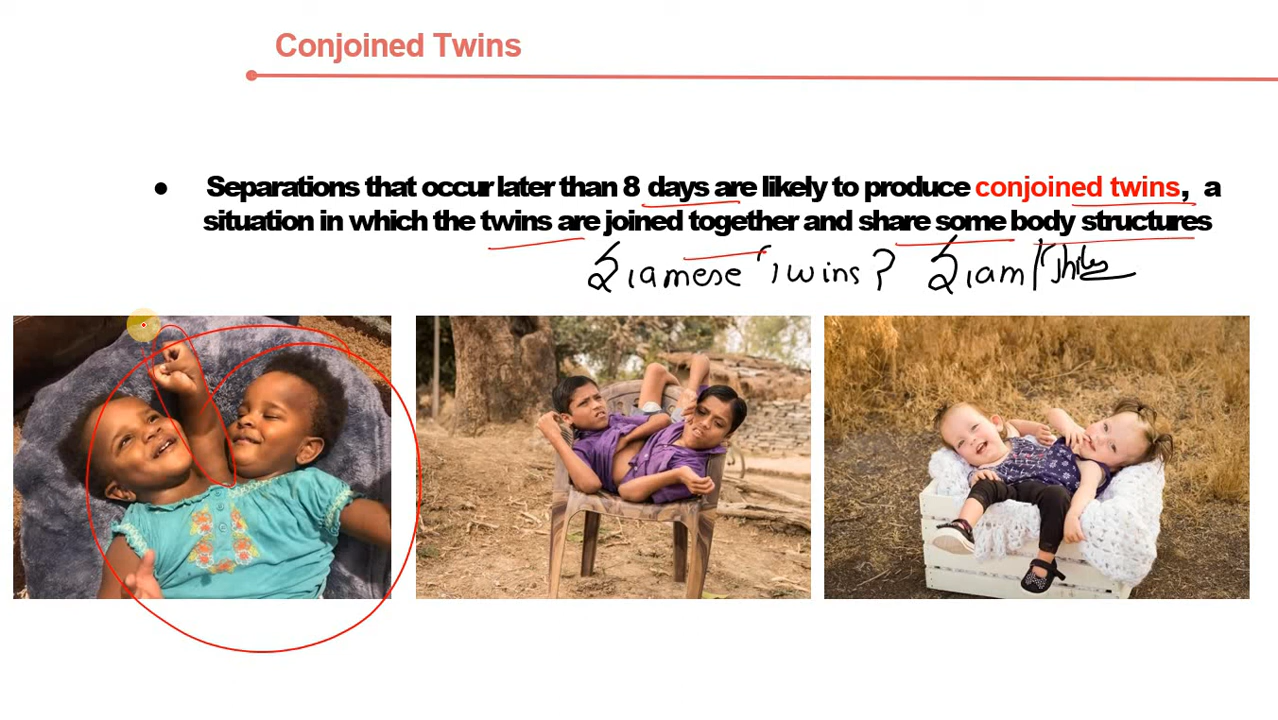 Conjoined Twins
● Separations that occur later than 8 days are likely to produce conjoined twins, a
situation in which the twins are joined together and share some body structures
Siamese Twins? Siam